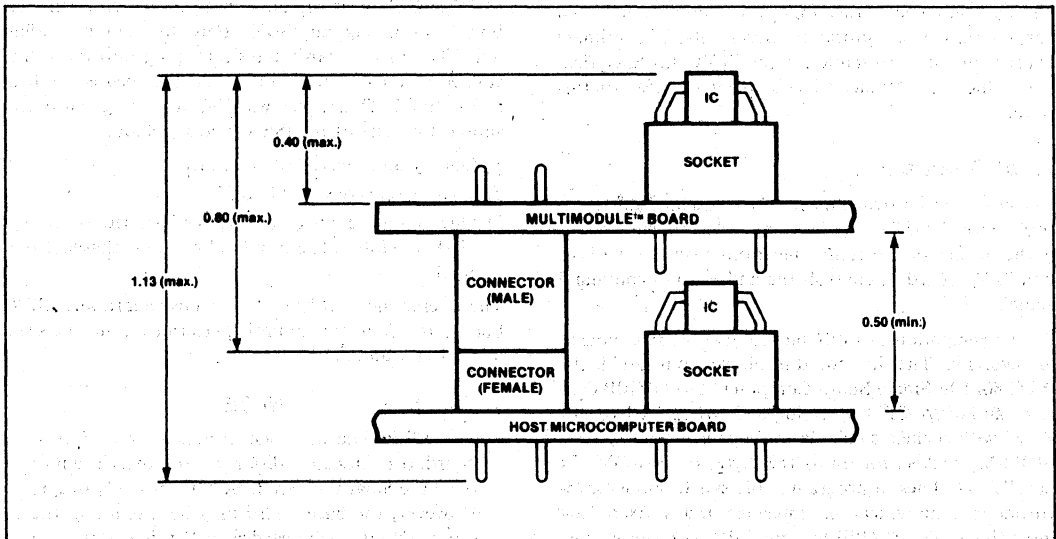 IC
0.40 (max.)
SOCKET
0.80 (max.)
MULTIMODULE™ BOARD
1.13 (max.)
CONNECTOR
(MALE)
IC
0.50 (min.)
CONNECTOR
(FEMALE)
SOCKET
HOST MICROCOMPUTER BOARD